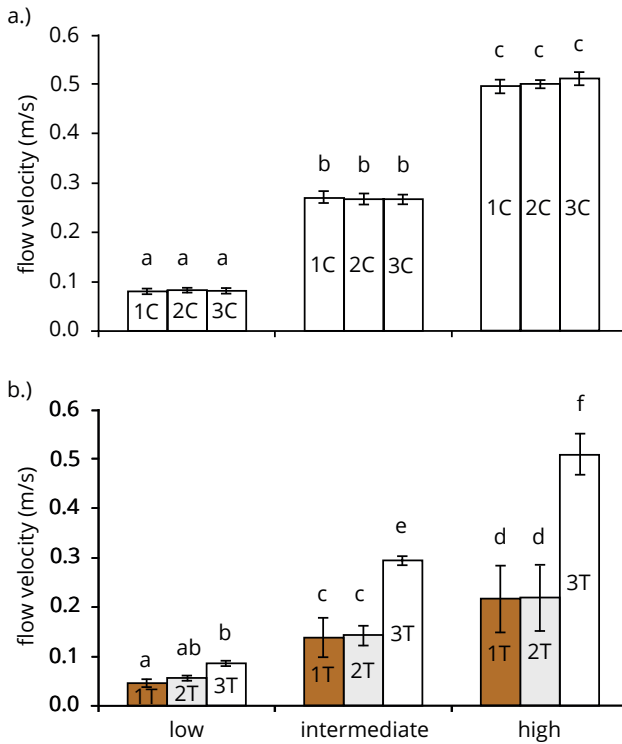 a.)
flow velocity (m/s)
0.6
0.5
0.4
0.3
0.2
0.1
0.0
a a a
1C 2C 3C
b b b
1C 2C 3C
c c c
1C 2C 3C
b.)
flow velocity (m/s)
0.6
0.5
0.4
0.3
0.2
0.1
0.0
a ab b
1T 2T 3T
c c e
1T 2T 3T
d d f
1T 2T 3T
low intermediate high